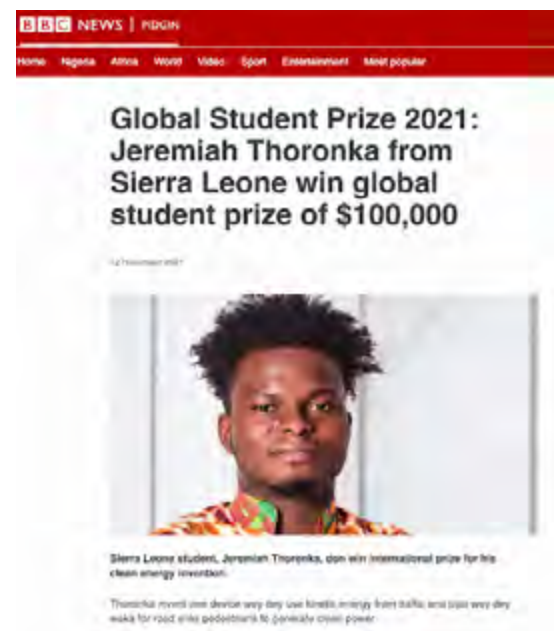 BBC NEWS | PIDGIN
Home Nigeria Africa World Video Sport Entertainment Most popular
Global Student Prize 2021:
Jeremiah Thoronka from
Sierra Leone win global
student prize of $100,000
Sierra Leone student, Jeremiah Thoronka, don win international prize for his
clean energy invention.
Thoronka invent one device wey dey use kinetic energy from traffic and pipo wey dey
waka for road sinks pedestrians to generate clean power